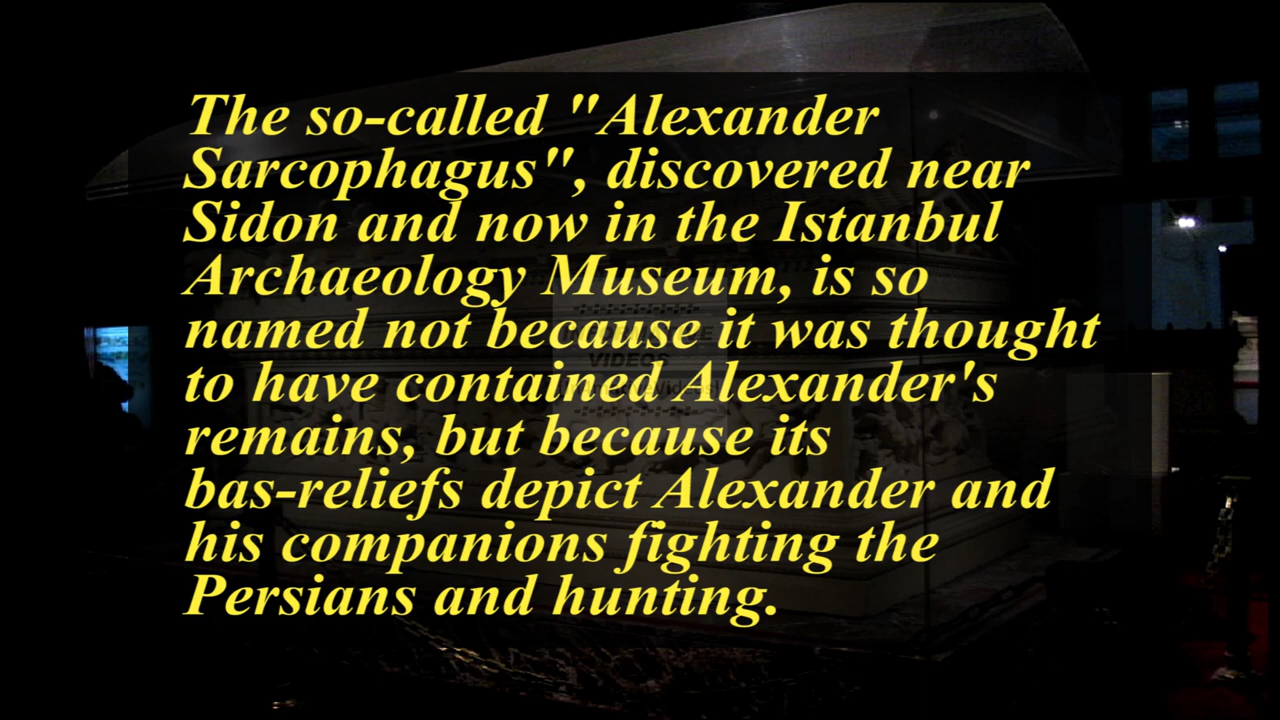 The so-called "Alexander
Sarcophagus", discovered near
Sidon and now in the Istanbul
Archaeology Museum, is so
named not because it was thought
to have contained Alexander's
remains, but because its
bas-reliefs depict Alexander and
his companions fighting the
Persians and hunting.
VIDEOS